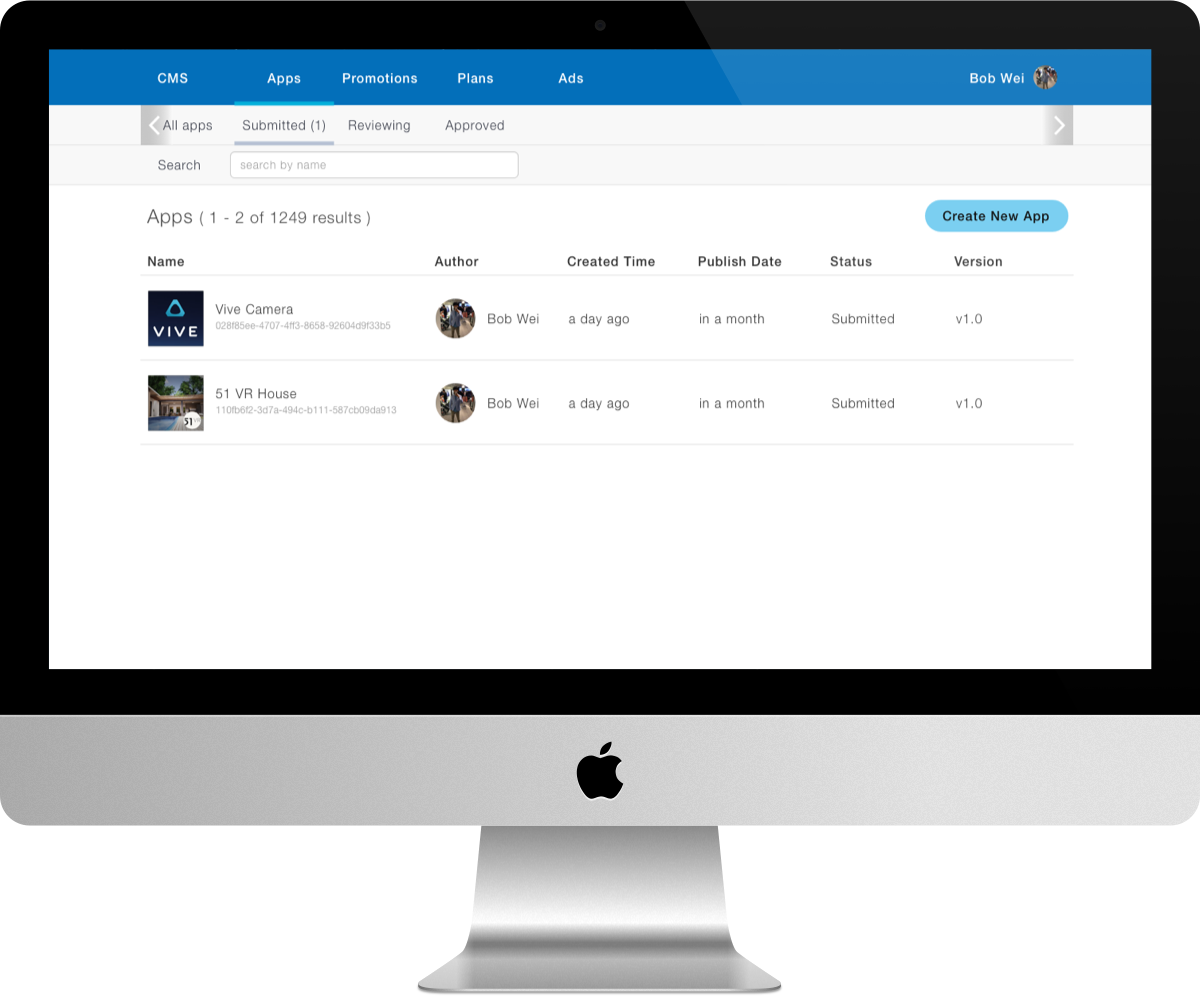 CMS Apps Promotions Plans Ads Bob Wei
All apps Submitted (1) Reviewing Approved
Search search by name
Apps ( 1 - 2 of 1249 results ) Create New App
Name Author Created Time Publish Date Status Version
Vive Camera
VIVE 028f85ee-4707-4ff3-8658-92604d9f33b5 Bob Wei a day ago in a month Submitted v1.0
51 VR House
110fb6f2-3d7a-494c-b111-587cb09da913 Bob Wei a day ago in a month Submitted v1.0
51